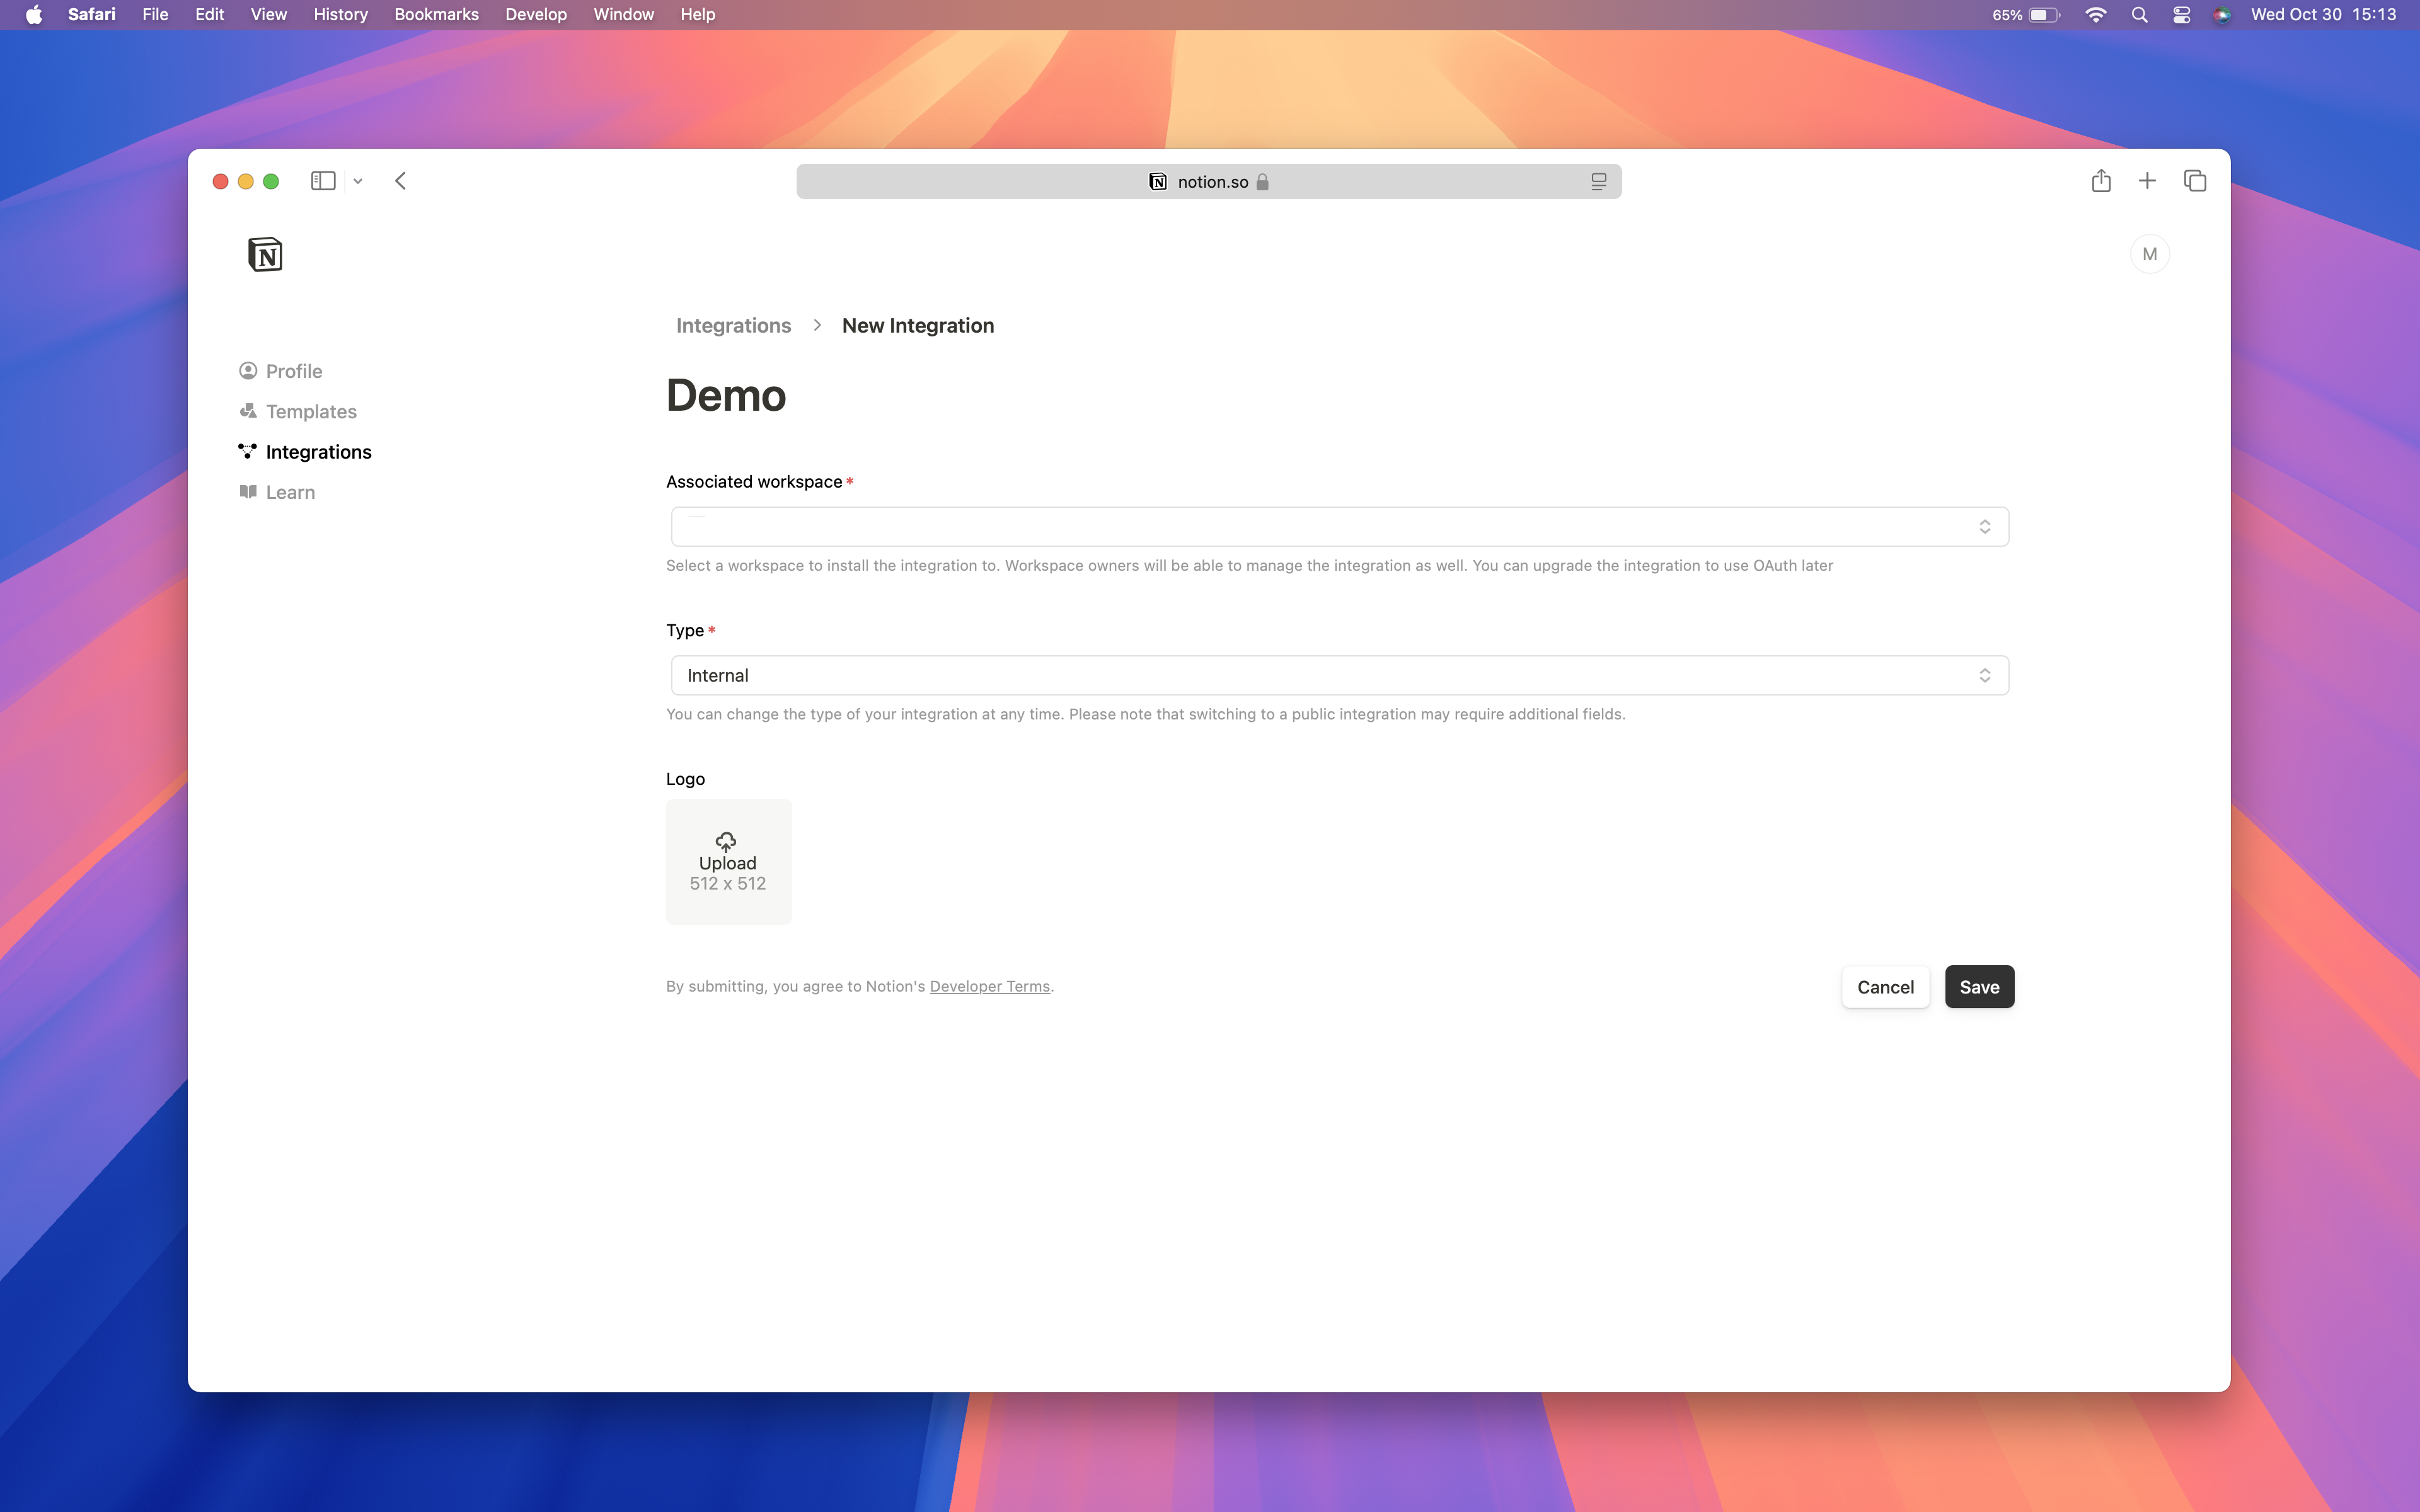 Safari File Edit View History Bookmarks Develop Window Help 65% Wed Oct 30 15:13
notion.so
N
M
Integrations > New Integration
Profile
Templates
Integrations
Learn
Demo
Associated workspace *
Select a workspace to install the integration to. Workspace owners will be able to manage the integration as well. You can upgrade the integration to use OAuth later
Type *
Internal
You can change the type of your integration at any time. Please note that switching to a public integration may require additional fields.
Logo
Upload
512 x 512
By submitting, you agree to Notion's Developer Terms.
Cancel Save